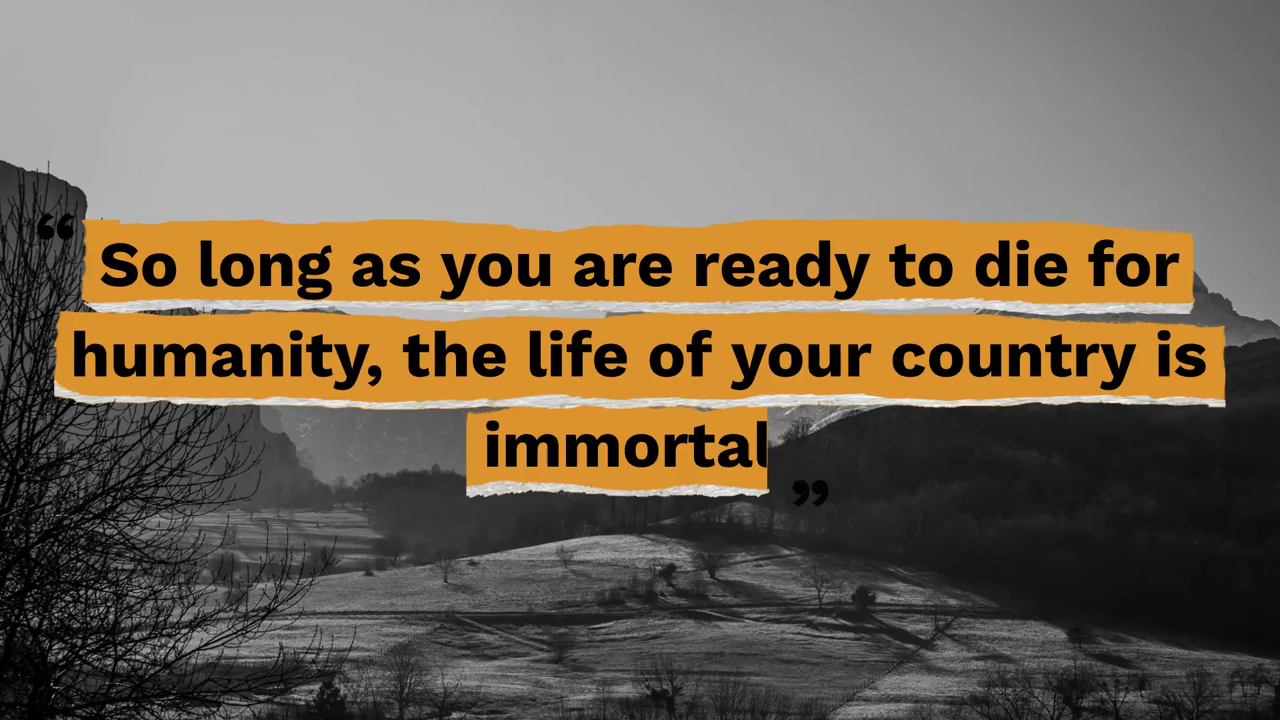 “So long as you are ready to die for
humanity, the life of your country is
immortal”